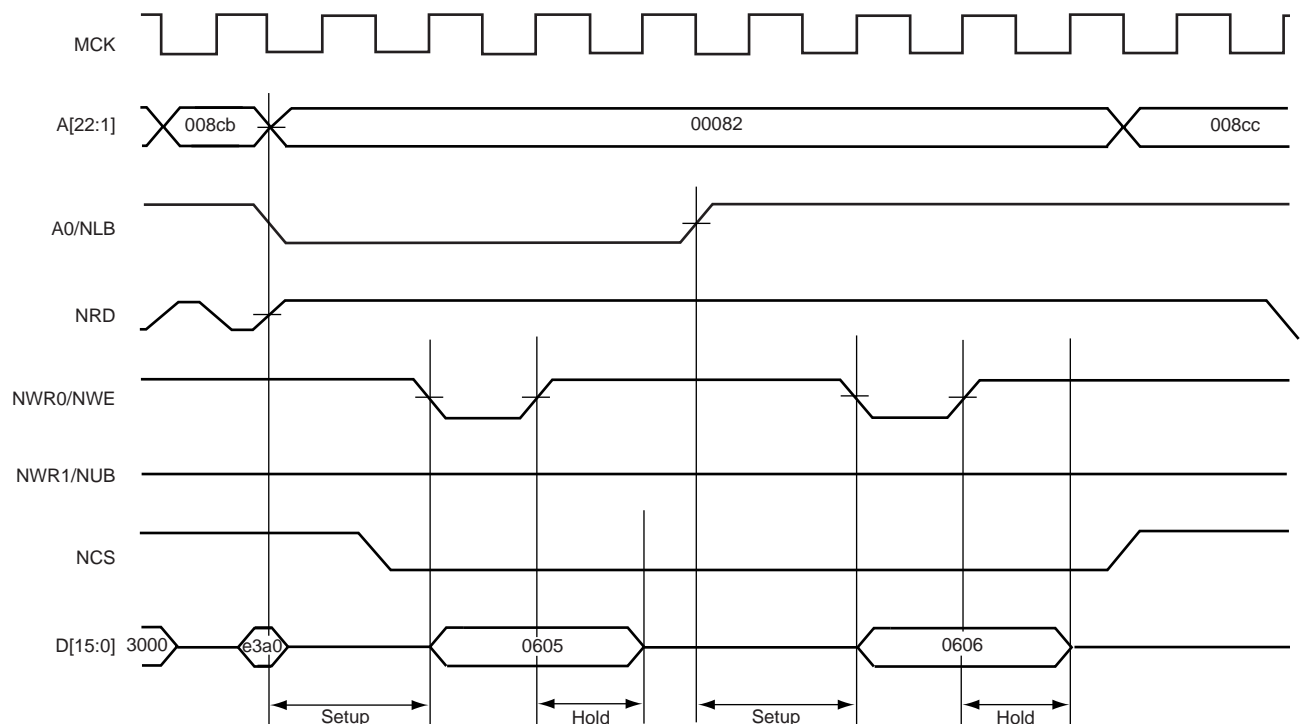 MCK
A[22:1] 008cb 00082 008cc
A0/NLB
NRD
NWR0/NWE
NWR1/NUB
NCS
D[15:0] 3000 e3a0 0605 0606
Setup Hold Setup Hold